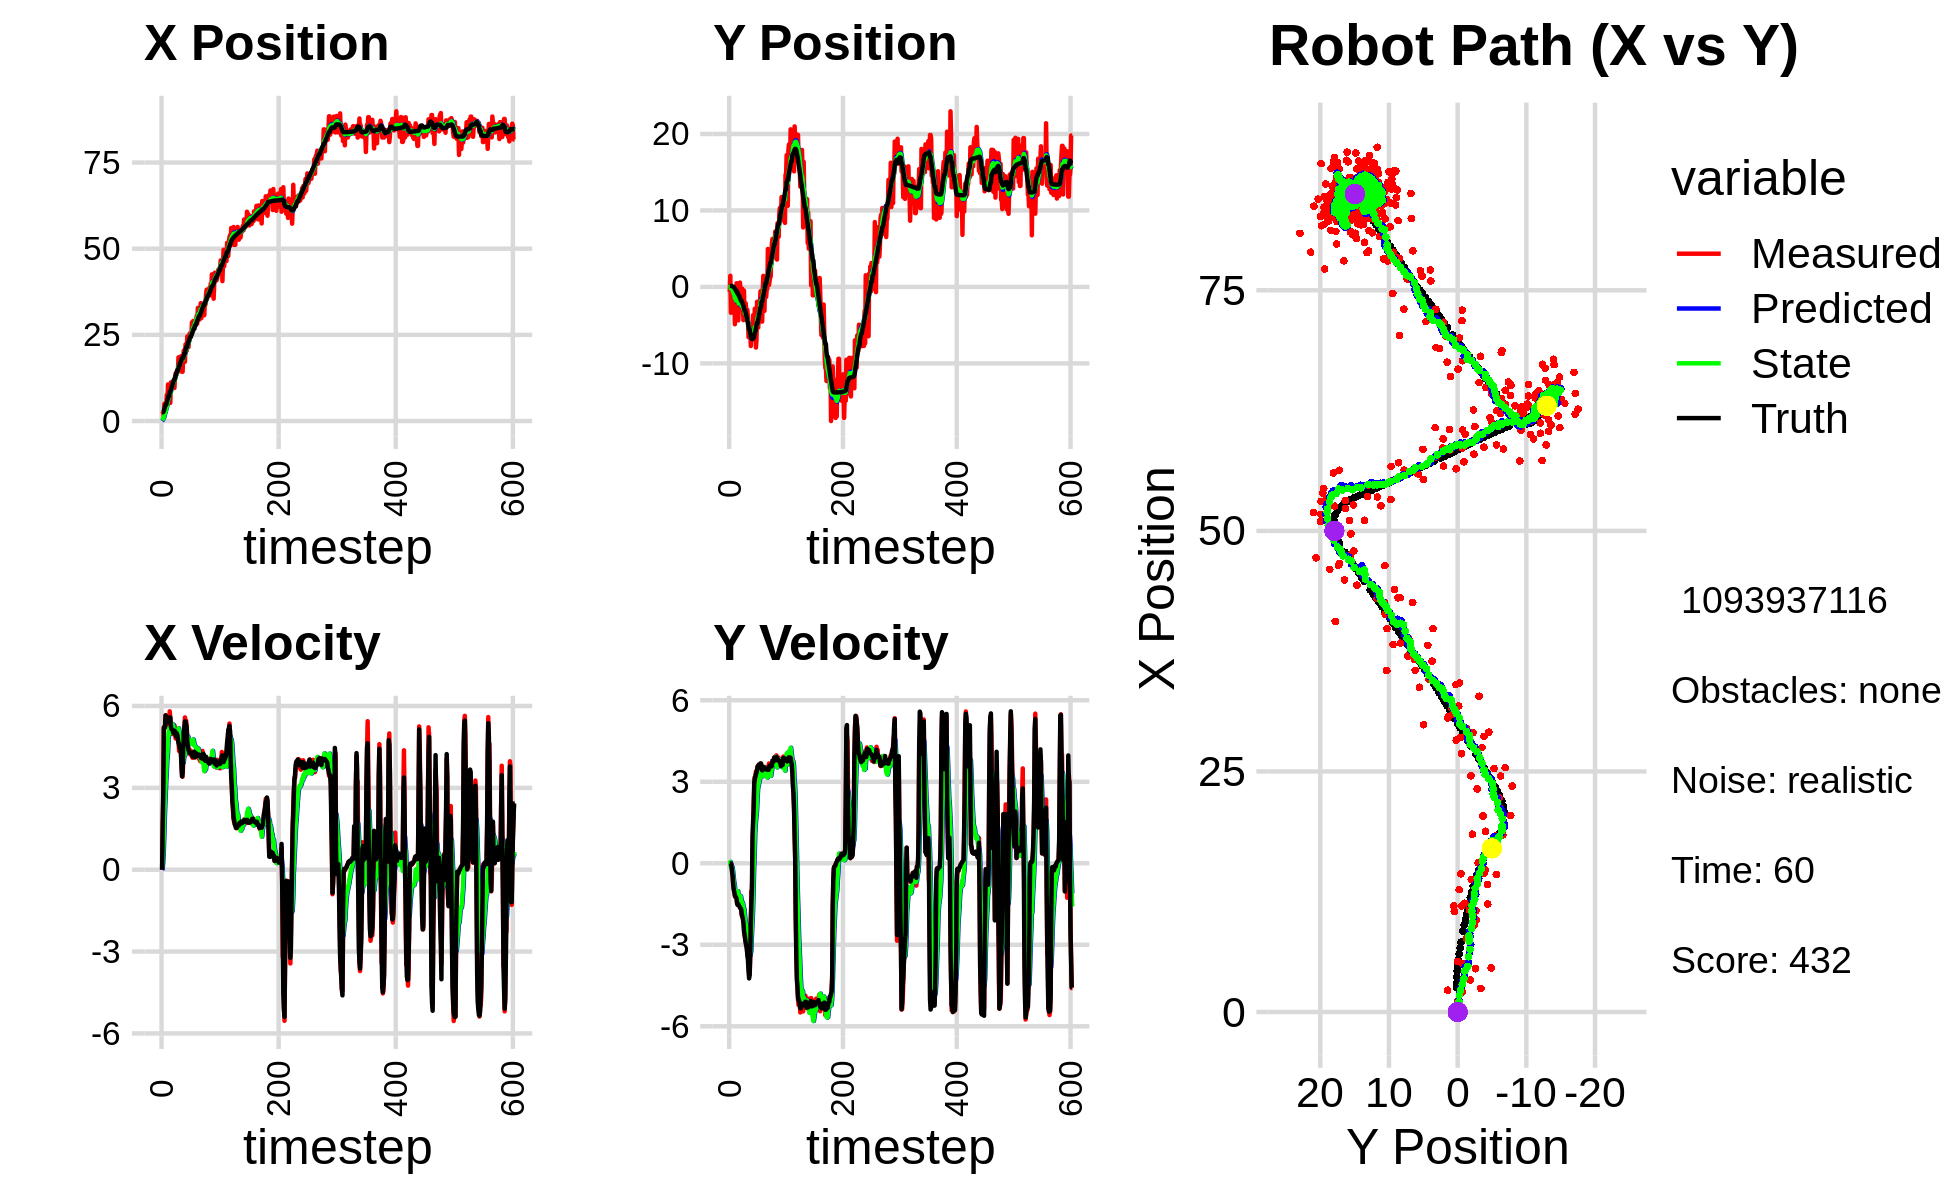 X Position
75
50
25
0
0
200
400
600
timestep
Y Position
20
10
0
-10
0
200
400
600
timestep
X Velocity
6
3
0
-3
-6
0
200
400
600
timestep
Y Velocity
6
3
0
-3
-6
0
200
400
600
timestep
Robot Path (X vs Y)
X Position
75
50
25
0
20 10 0 -10 -20
Y Position
variable
Measured
Predicted
State
Truth
1093937116
Obstacles: none
Noise: realistic
Time: 60
Score: 432